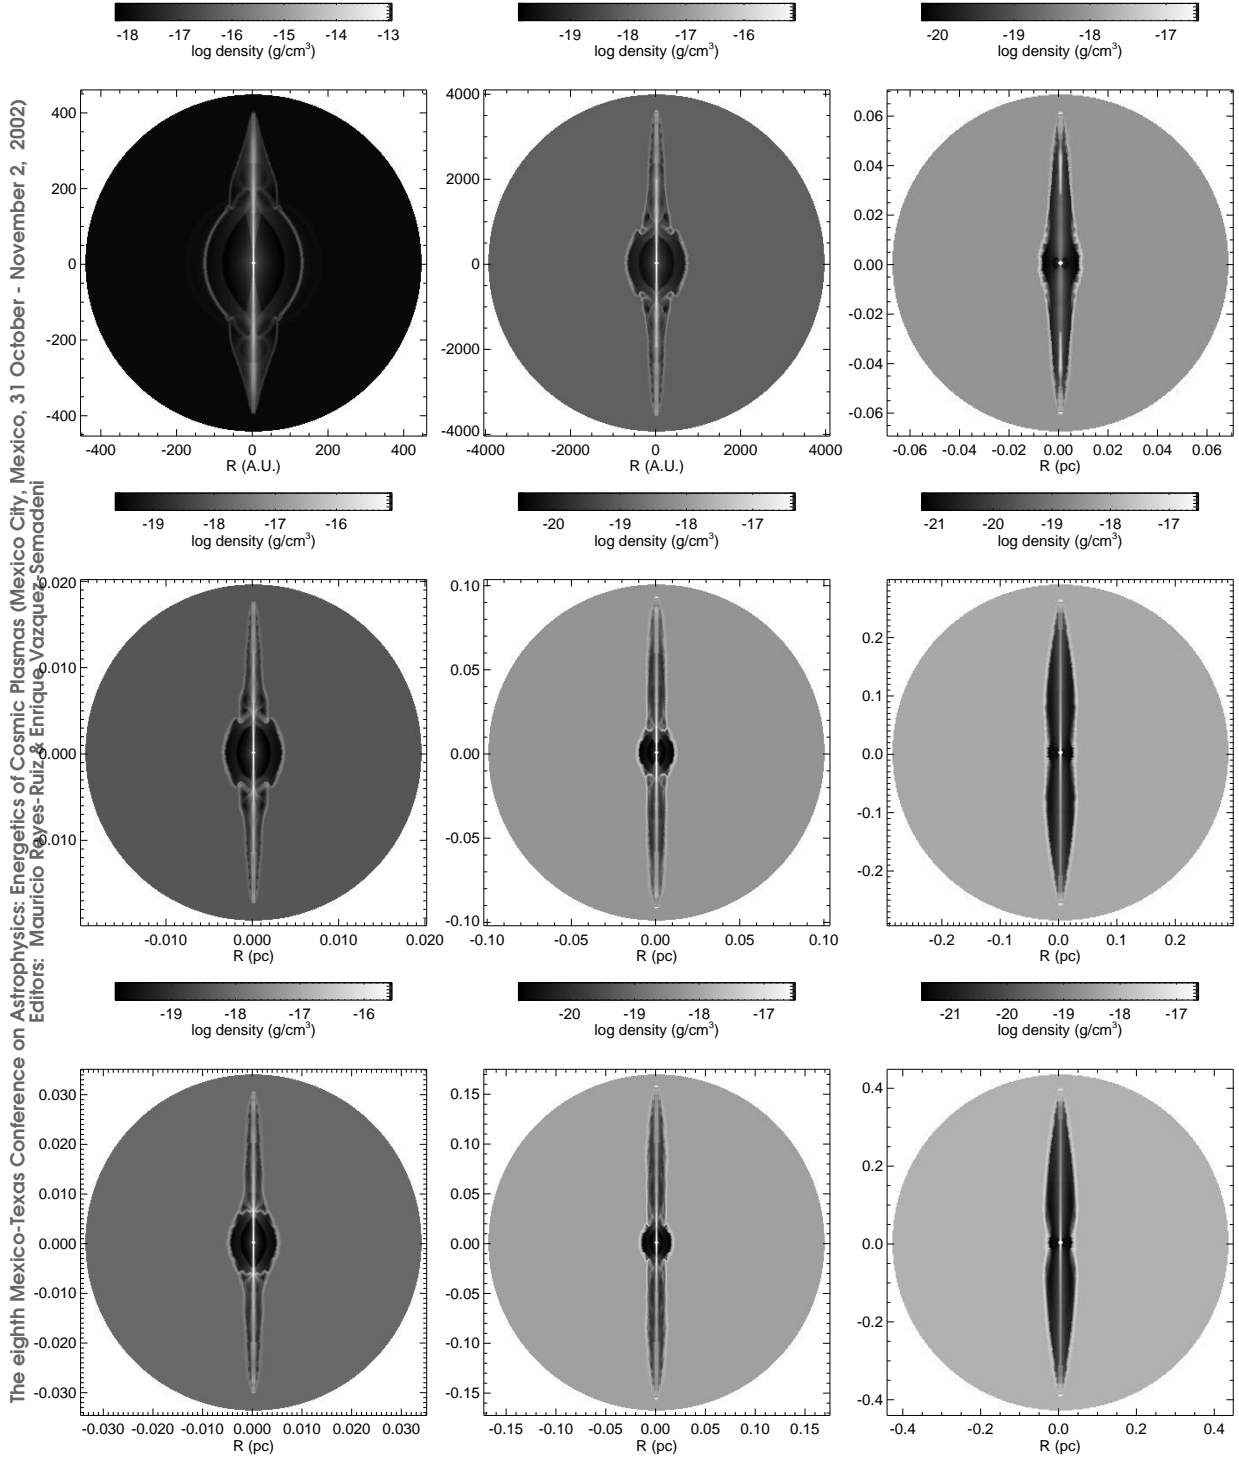 The eighth Mexico-Texas Conference on Astrophysics: Energetics of Cosmic Plasmas (Mexico City, Mexico, 31 October - November 2, 2002)
Editors: Mauricio Reyes-Ruiz & Enrique Vazquez-Semadeni
-18 -17 -16 -15 -14 -13
log density (g/cm³)
400
200
0
-200
-400
-400 -200 0 200 400
R (A.U.)
-19 -18 -17 -16
log density (g/cm³)
4000
2000
0
-2000
-4000
-4000 -2000 0 2000 4000
R (A.U.)
-20 -19 -18 -17
log density (g/cm³)
0.06
0.04
0.02
0.00
-0.02
-0.04
-0.06
-0.06 -0.04 -0.02 0.00 0.02 0.04 0.06
R (pc)
-19 -18 -17 -16
log density (g/cm³)
0.020
0.010
0.000
-0.010
-0.010 0.000 0.010 0.020
R (pc)
-20 -19 -18 -17
log density (g/cm³)
0.10
0.05
0.00
-0.05
-0.10
-0.10 -0.05 0.00 0.05 0.10
R (pc)
-21 -20 -19 -18 -17
log density (g/cm³)
0.2
0.1
0.0
-0.1
-0.2
-0.2 -0.1 0.0 0.1 0.2
R (pc)
-19 -18 -17 -16
log density (g/cm³)
0.030
0.020
0.010
0.000
-0.010
-0.020
-0.030
-0.030 -0.020 -0.010 0.000 0.010 0.020 0.030
R (pc)
-20 -19 -18 -17
log density (g/cm³)
0.15
0.10
0.05
0.00
-0.05
-0.10
-0.15
-0.15 -0.10 -0.05 0.00 0.05 0.10 0.15
R (pc)
-21 -20 -19 -18 -17
log density (g/cm³)
0.4
0.2
0.0
-0.2
-0.4
-0.4 -0.2 0.0 0.2 0.4
R (pc)